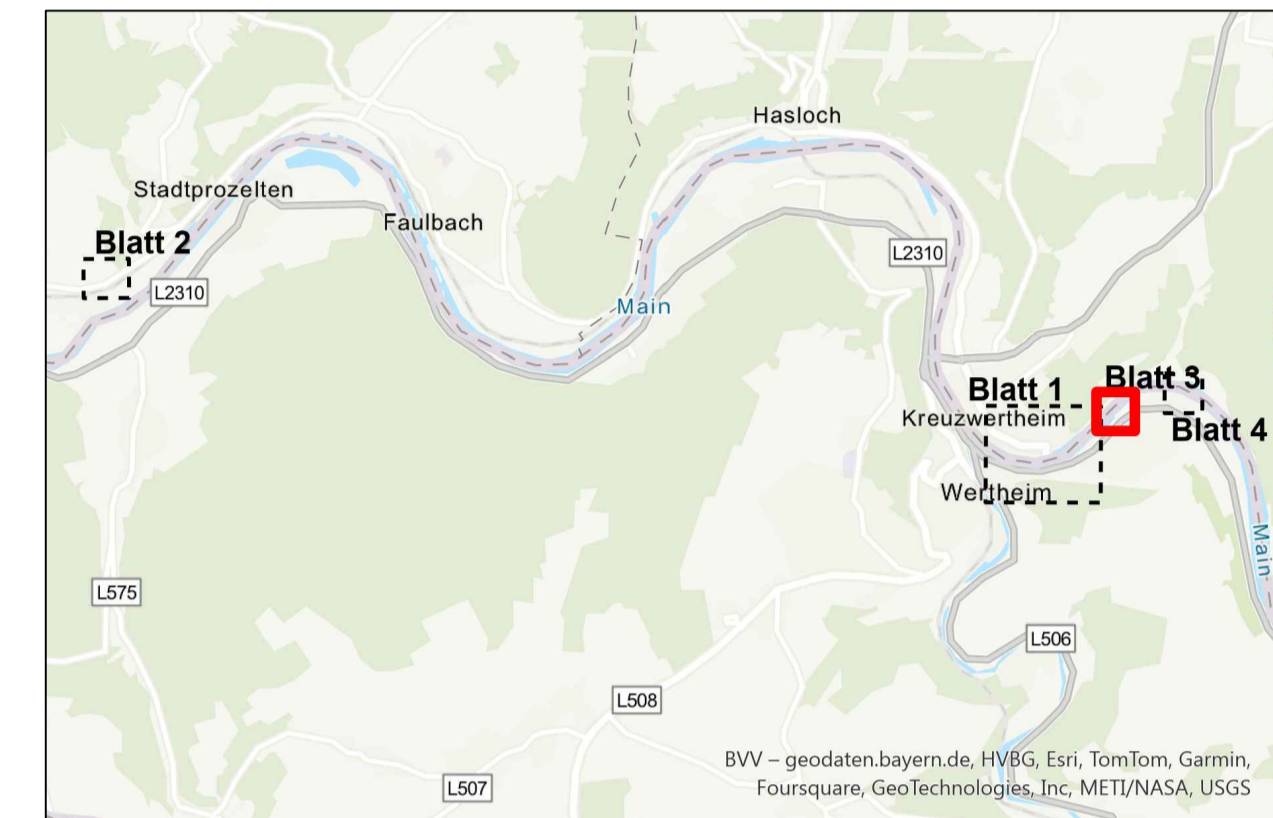 Hasloch
Stadtprozelten
Faulbach
Blatt 2
L2310
L2310
Main
Blatt 3
Blatt 1
Kreuzwertheim
Blatt 4
Wertheim
Main
L575
L506
L508
L507
BVV – geodaten.bayern.de, HVBG, Esri, TomTom, Garmin,
Foursquare, GeoTechnologies, Inc, METI/NASA, USGS